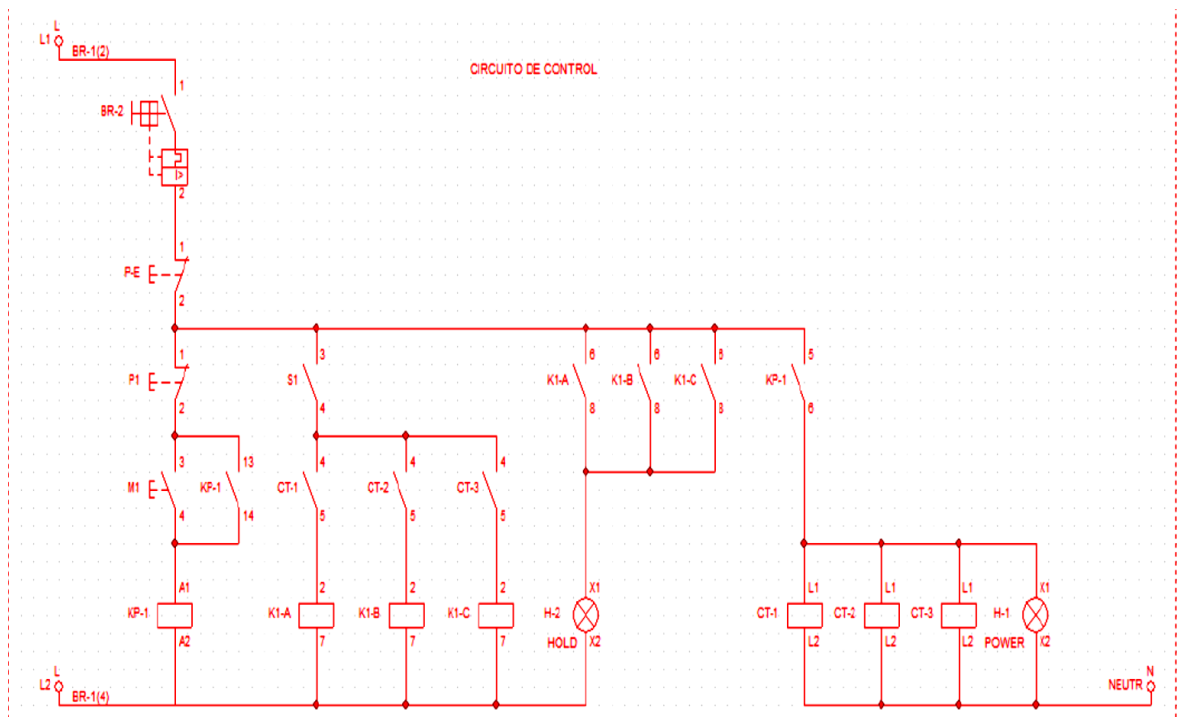 L
L1
BR-1(2)
CIRCUITO DE CONTROL
1
BR-2
I>
2
1
P-E
2
1
3
6
6
6
5
P1
S1
K1-A
K1-B
K1-C
KP-1
2
4
8
8
8
6
3
13
4
4
4
M1
KP-1
CT-1
CT-2
CT-3
4
14
5
5
5
A1
2
2
2
X1
L1
L1
L1
X1
KP-1
K1-A
K1-B
K1-C
H-2
CT-1
CT-2
CT-3
H-1
A2
7
7
7
HOLD
X2
L2
L2
L2
POWER
X2
L
L2
BR-1(4)
N
NEUTR